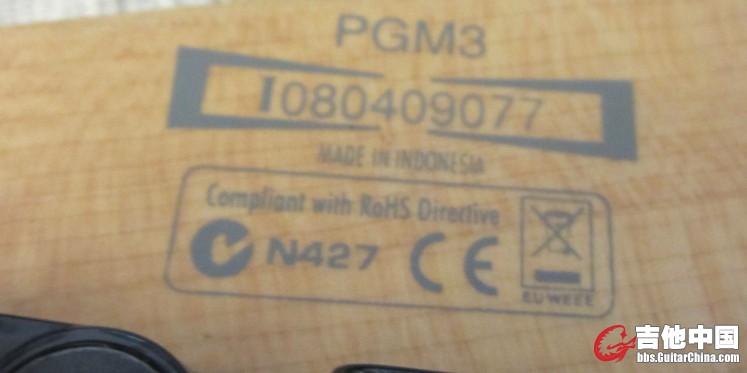 PGM3
I080409077
MADE IN INDONESIA
Compliant with RoHS Directive
N427 CE
EU WEEE
吉他中国
bbs.GuitarChina.com